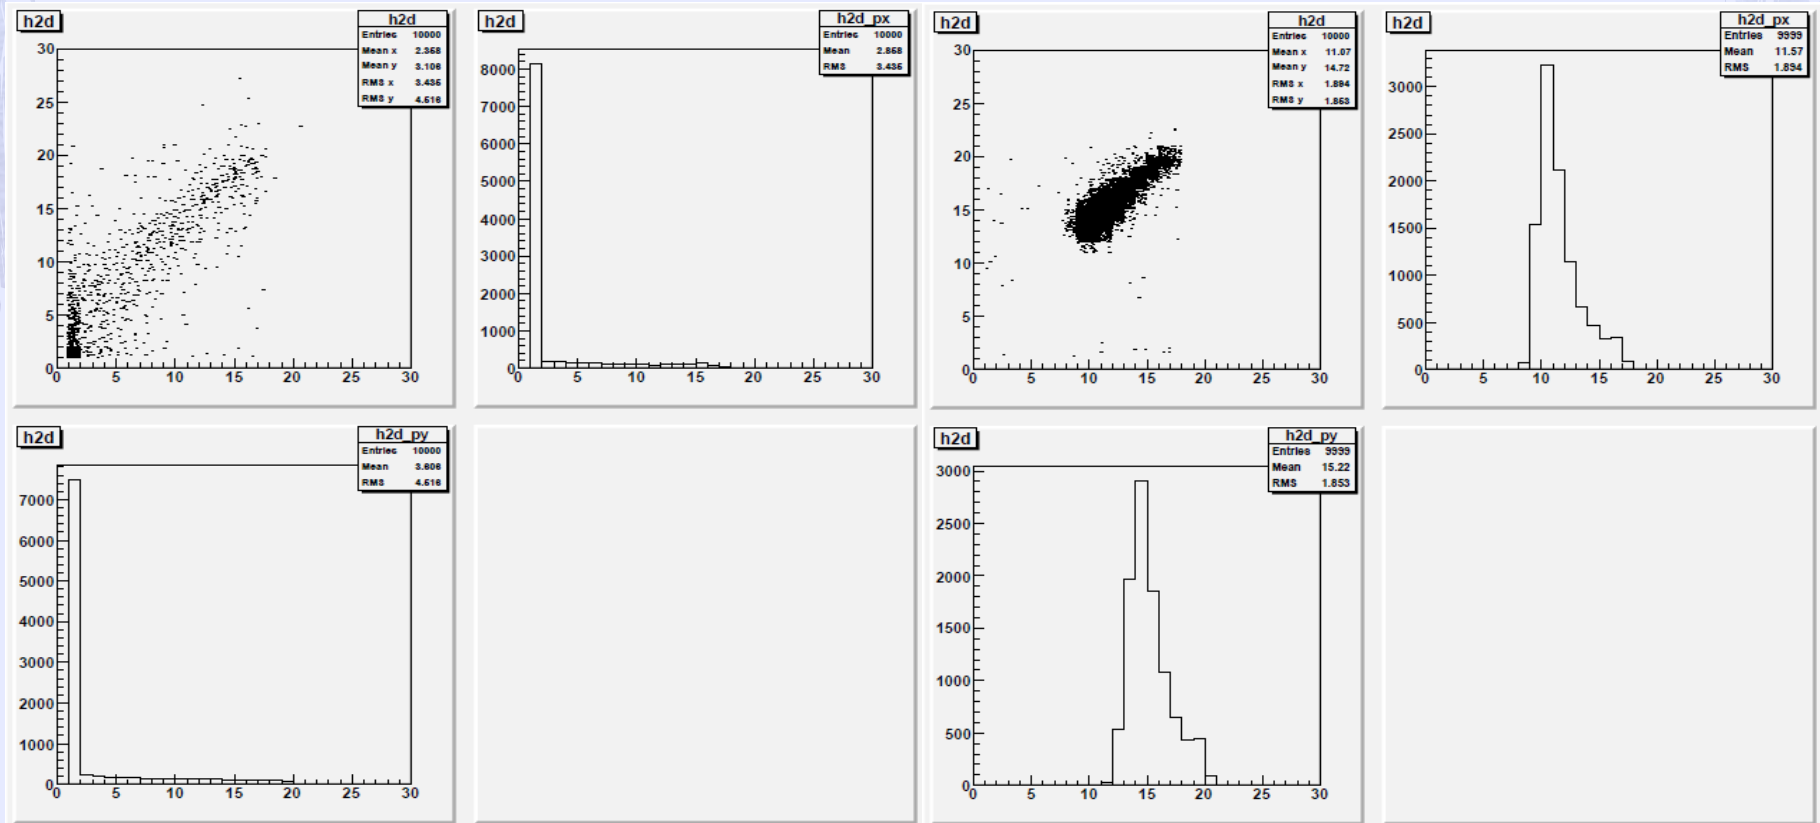 h2d
h2d
Entries 10000
Mean x 2.358
Mean y 3.106
RMS x 3.435
RMS y 4.516
30
25
20
15
10
5
0
0 5 10 15 20 25 30
h2d
h2d_px
Entries 10000
Mean 2.858
RMS 3.435
8000
7000
6000
5000
4000
3000
2000
1000
0
0 5 10 15 20 25 30
h2d
h2d
Entries 10000
Mean x 11.07
Mean y 14.72
RMS x 1.894
RMS y 1.853
30
25
20
15
10
5
0
0 5 10 15 20 25 30
h2d
h2d_px
Entries 9999
Mean 11.57
RMS 1.894
3000
2500
2000
1500
1000
500
0
0 5 10 15 20 25 30
h2d
h2d_py
Entries 10000
Mean 3.606
RMS 4.516
7000
6000
5000
4000
3000
2000
1000
0
0 5 10 15 20 25 30
h2d
h2d_py
Entries 9999
Mean 15.22
RMS 1.853
3000
2500
2000
1500
1000
500
0
0 5 10 15 20 25 30